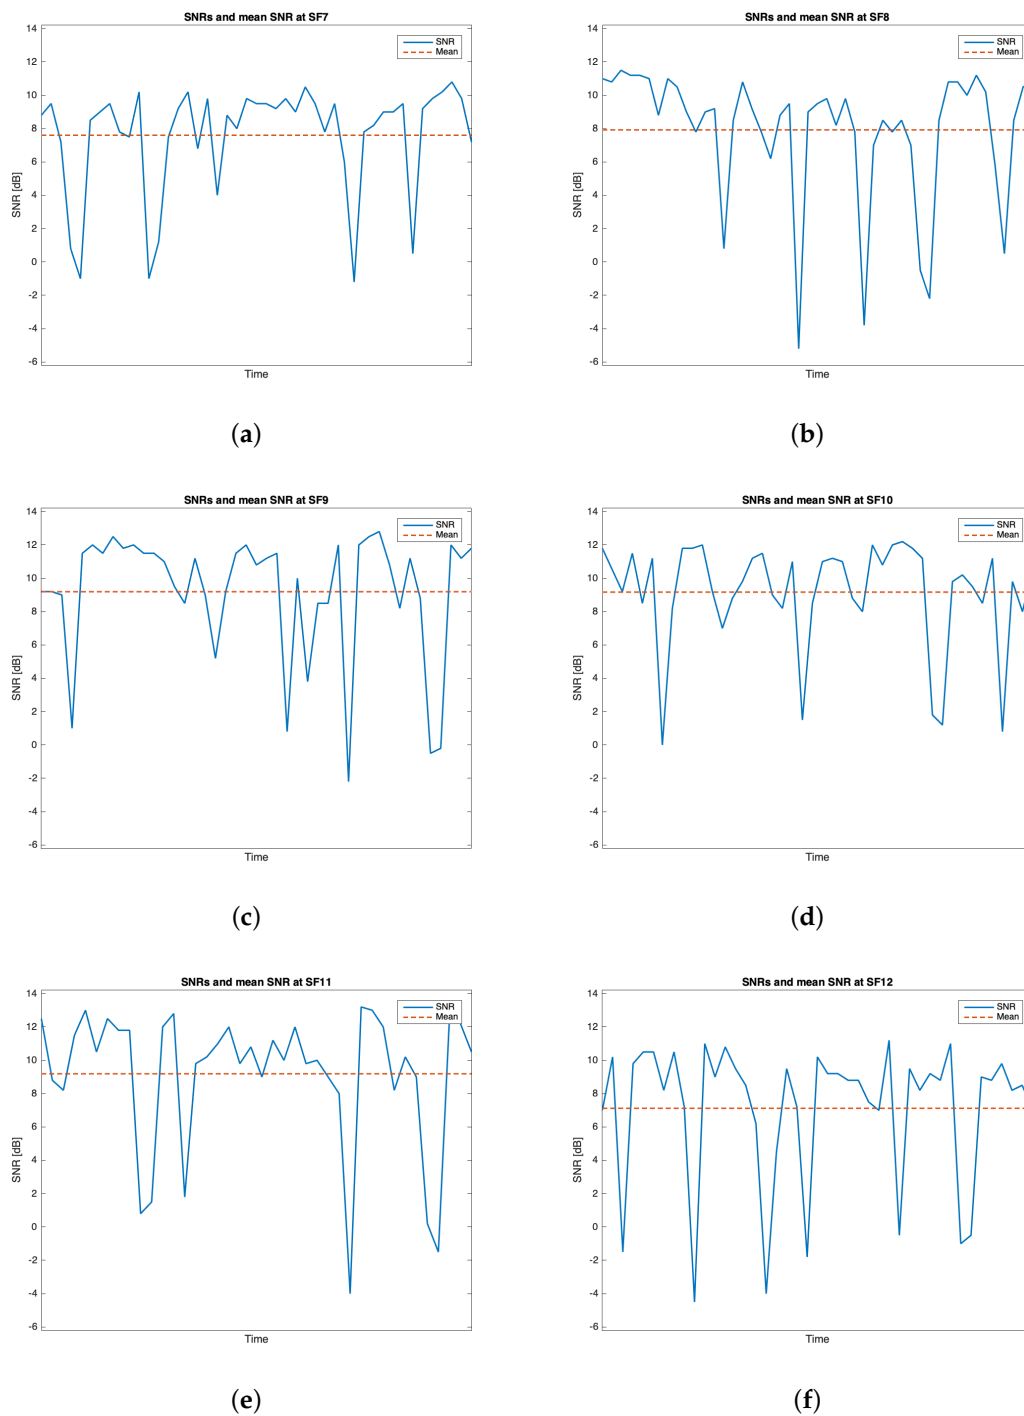 SNRs and mean SNR at SF7
14
12
10
8
6
4
2
0
-2
-4
-6
SNR [dB]
Time
SNR
Mean
(a)
SNRs and mean SNR at SF8
14
12
10
8
6
4
2
0
-2
-4
-6
SNR [dB]
Time
SNR
Mean
(b)
SNRs and mean SNR at SF9
14
12
10
8
6
4
2
0
-2
-4
-6
SNR [dB]
Time
SNR
Mean
(c)
SNRs and mean SNR at SF10
14
12
10
8
6
4
2
0
-2
-4
-6
SNR [dB]
Time
SNR
Mean
(d)
SNRs and mean SNR at SF11
14
12
10
8
6
4
2
0
-2
-4
-6
SNR [dB]
Time
SNR
Mean
(e)
SNRs and mean SNR at SF12
14
12
10
8
6
4
2
0
-2
-4
-6
SNR [dB]
Time
SNR
Mean
(f)